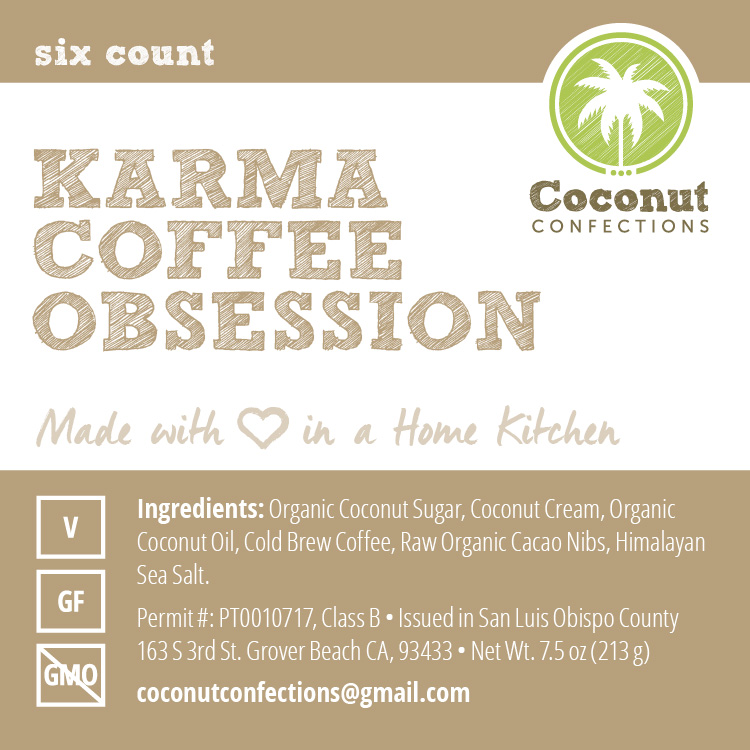 six count
Coconut
CONFECTIONS
KARMA
COFFEE
OBSESSION
Made with in a Home Kitchen
V
GF
GMO
Ingredients: Organic Coconut Sugar, Coconut Cream, Organic
Coconut Oil, Cold Brew Coffee, Raw Organic Cacao Nibs, Himalayan
Sea Salt.
Permit #: PT0010717, Class B • Issued in San Luis Obispo County
163 S 3rd St. Grover Beach CA, 93433 • Net Wt. 7.5 oz (213 g)
coconutconfections@gmail.com